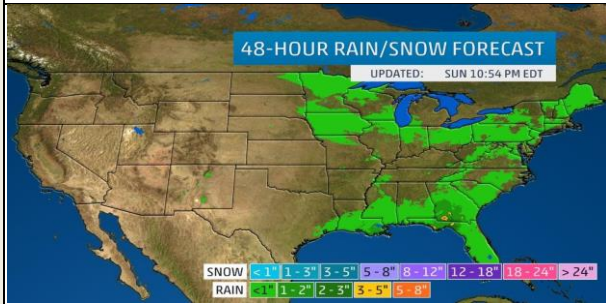 48-HOUR RAIN/SNOW FORECAST
UPDATED: SUN 10:54 PM EDT
SNOW < 1" 1 - 3" 3 - 5" 5 - 8" 8 - 12" 12 - 18" 18 - 24" > 24"
RAIN <1" 1 - 2" 2 - 3" 3 - 5" 5 - 8"